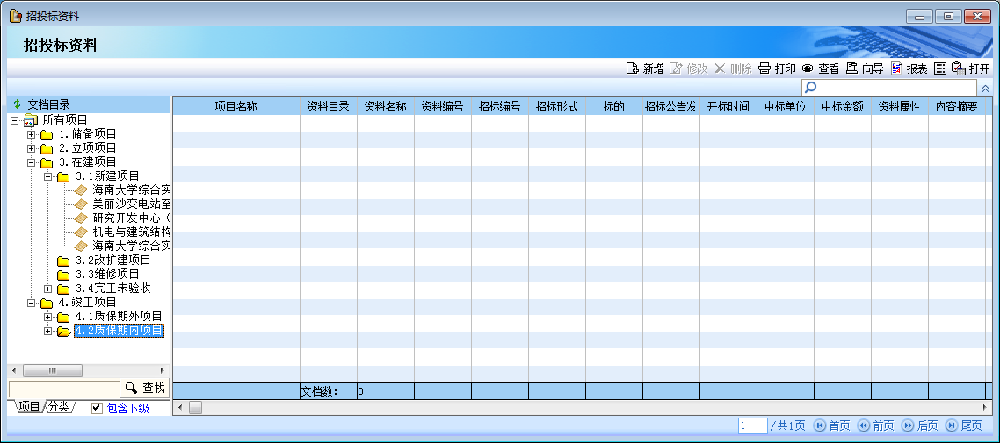 招投标资料
招投标资料
新增 修改 删除 打印 查看 向导 报表 打开
文档目录
所有项目
1.储备项目
2.立项项目
3.在建项目
3.1新建项目
海南大学综合实
美丽沙变电站至
研究开发中心（
机电与建筑结构
海南大学综合实
3.2改扩建项目
3.3维修项目
3.4完工未验收
4.竣工项目
4.1质保期外项目
4.2质保期内项目
查找
项目 分类 包含下级
项目名称 资料目录 资料名称 资料编号 招标编号 招标形式 标的 招标公告发 开标时间 中标单位 中标金额 资料属性 内容摘要
文档数： 0
1 /共1页 首页 前页 后页 尾页